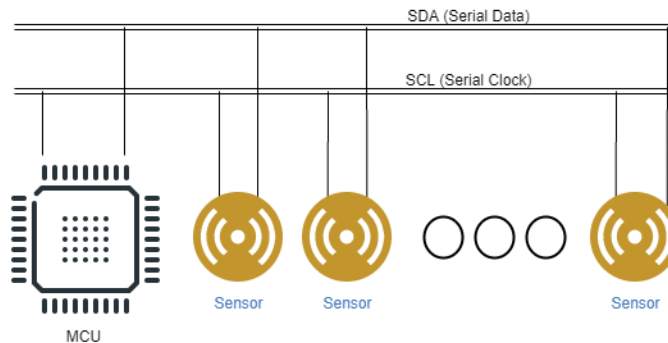 SDA (Serial Data)
SCL (Serial Clock)
Sensor
Sensor
Sensor
MCU